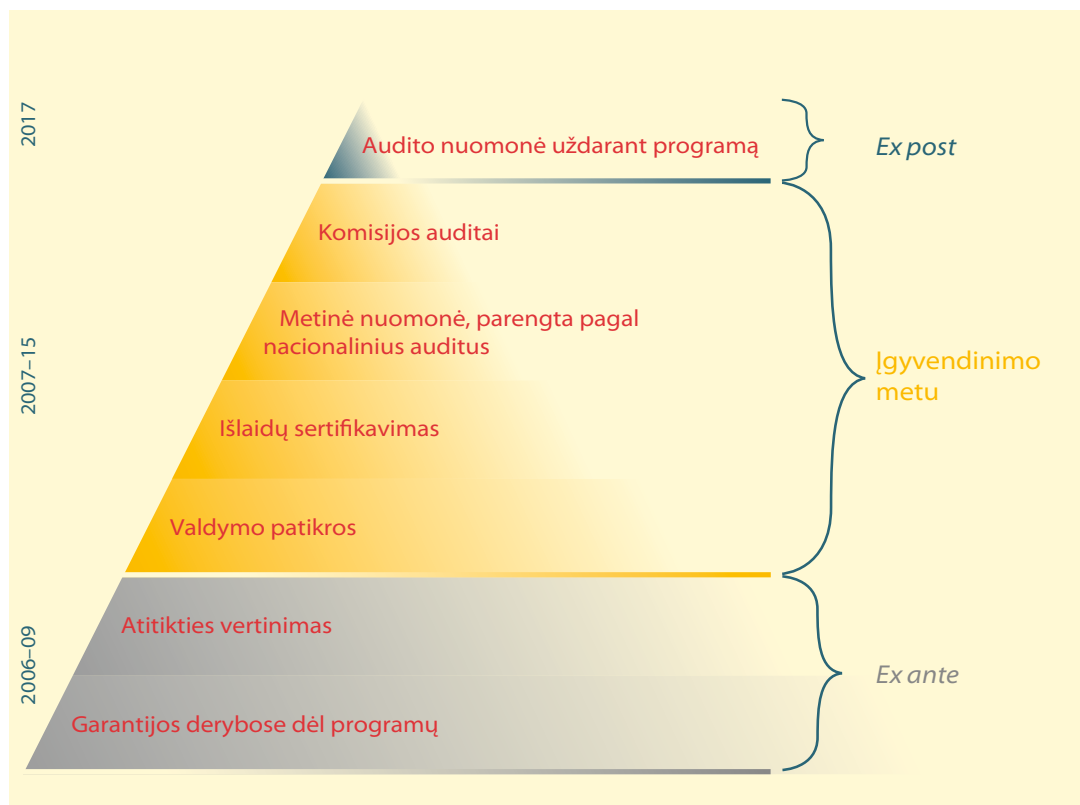 2017
Audito nuomonė uždarant programą
Ex post
Komisijos auditai
Metinė nuomonė, parengta pagal
nacionalinius auditus
2007–15
Įgyvendinimo
metu
Išlaidų sertifikavimas
Valdymo patikros
Atitikties vertinimas
2006–09
Ex ante
Garantijos derybose dėl programų